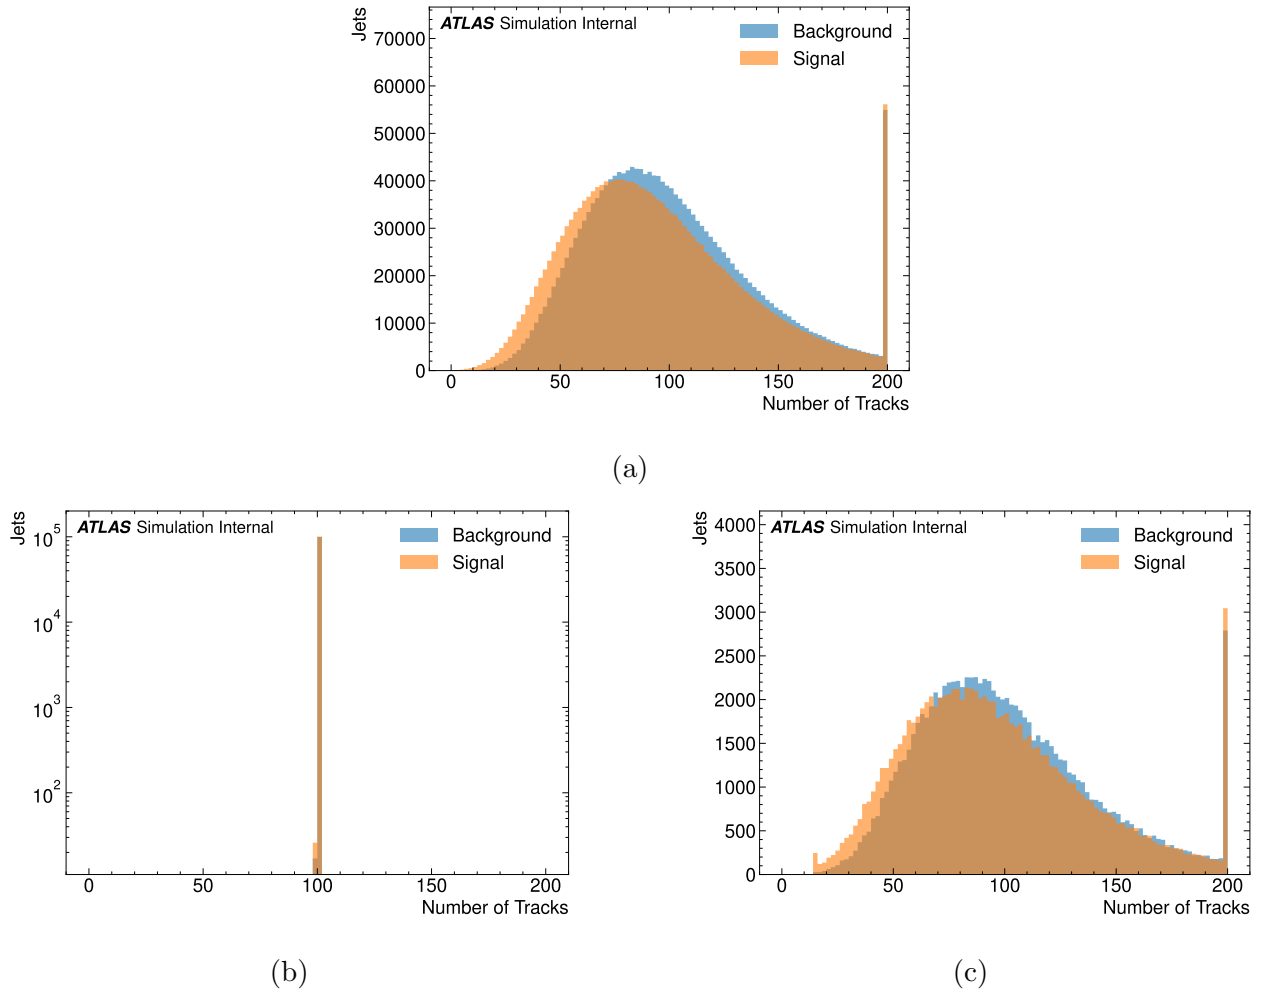 Jets
ATLAS Simulation Internal
Background
Signal
70000
60000
50000
40000
30000
20000
10000
0
0 50 100 150 200
Number of Tracks
(a)
Jets
ATLAS Simulation Internal
Background
Signal
10^5
10^4
10^3
10^2
0 50 100 150 200
Number of Tracks
(b)
Jets
ATLAS Simulation Internal
Background
Signal
4000
3500
3000
2500
2000
1500
1000
500
0
0 50 100 150 200
Number of Tracks
(c)